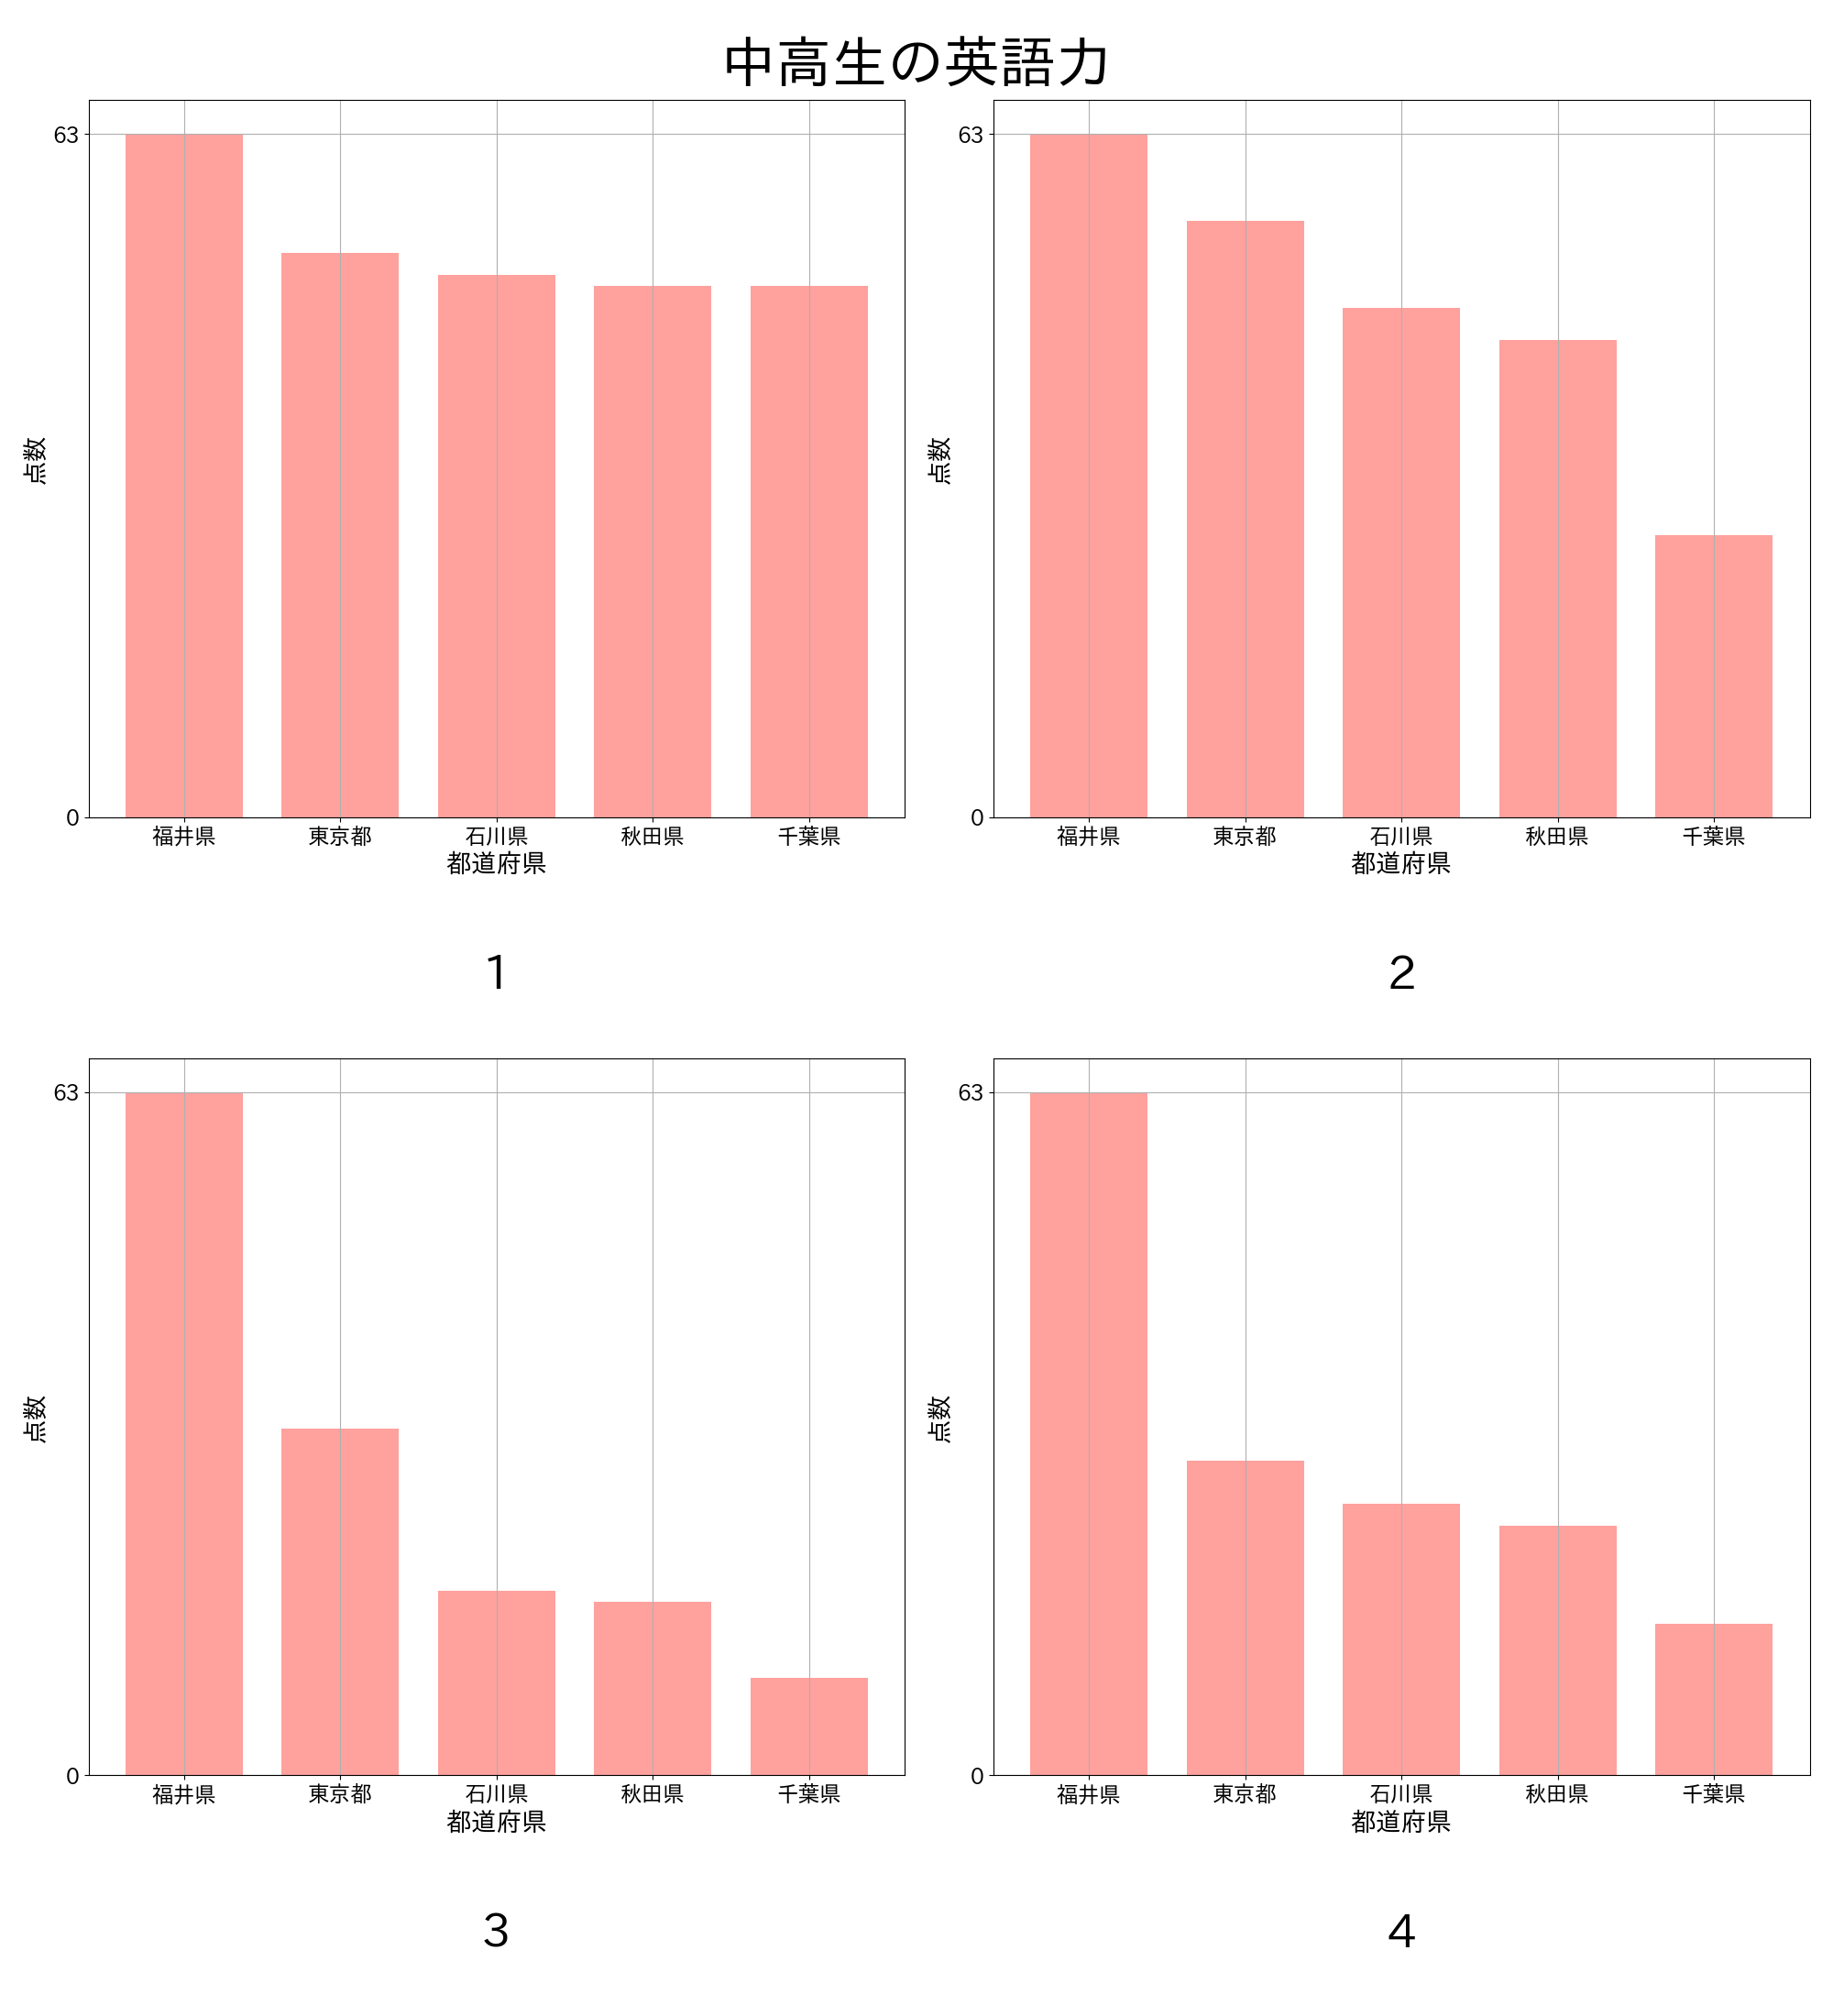 中高生の英語力
63
点数
0
福井県 東京都 石川県 秋田県 千葉県
都道府県
1
63
点数
0
福井県 東京都 石川県 秋田県 千葉県
都道府県
2
63
点数
0
福井県 東京都 石川県 秋田県 千葉県
都道府県
3
63
点数
0
福井県 東京都 石川県 秋田県 千葉県
都道府県
4